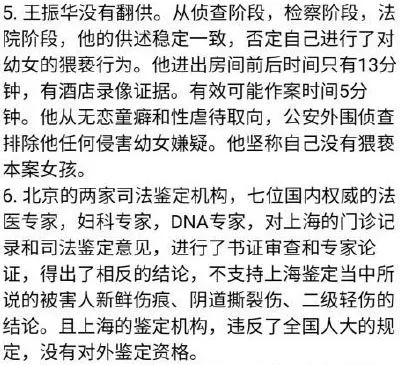 5. 王振华没有翻供。从侦查阶段，检察阶段，法
院阶段，他的供述稳定一致，否定自己进行了对
幼女的猥亵行为。他进出房间前后时间只有13分
钟，有酒店录像证据。有效可能作案时间5分
钟。他从无恋童癖和性虐待取向，公安外围侦查
排除他任何侵害幼女嫌疑。他坚称自己没有猥亵
本案女孩。
6. 北京的两家司法鉴定机构，七位国内权威的法
医专家，妇科专家，DNA专家，对上海的门诊记
录和司法鉴定意见，进行了书证审查和专家论
证，得出了相反的结论，不支持上海鉴定当中所
说的被害人新鲜伤痕、阴道撕裂伤、二级轻伤的
结论。且上海的鉴定机构，违反了全国人大的规
定，没有对外鉴定资格。